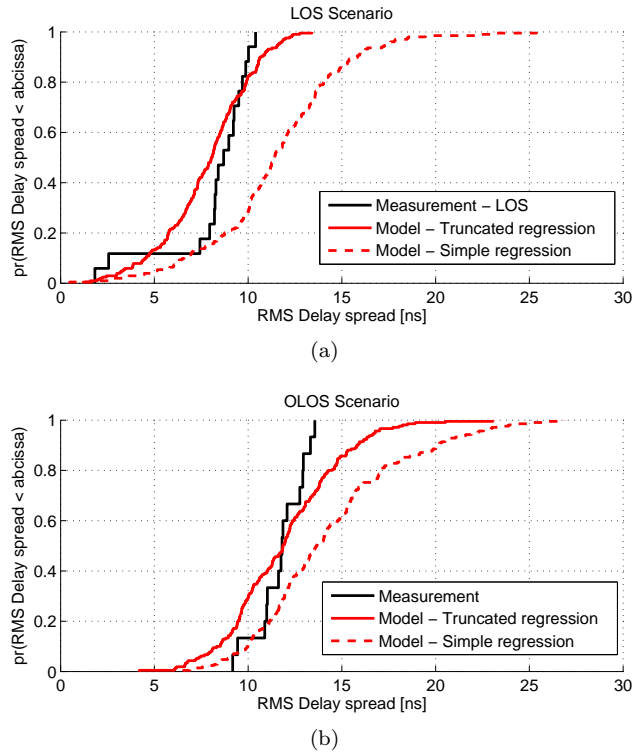 LOS Scenario
pr(RMS Delay spread < abcissa)
1
0.8
0.6
0.4
0.2
0
0 5 10 15 20 25 30
RMS Delay spread [ns]
Measurement – LOS
Model – Truncated regression
Model – Simple regression
(a)
OLOS Scenario
pr(RMS Delay spread < abcissa)
1
0.8
0.6
0.4
0.2
0
0 5 10 15 20 25 30
RMS Delay spread [ns]
Measurement
Model – Truncated regression
Model – Simple regression
(b)